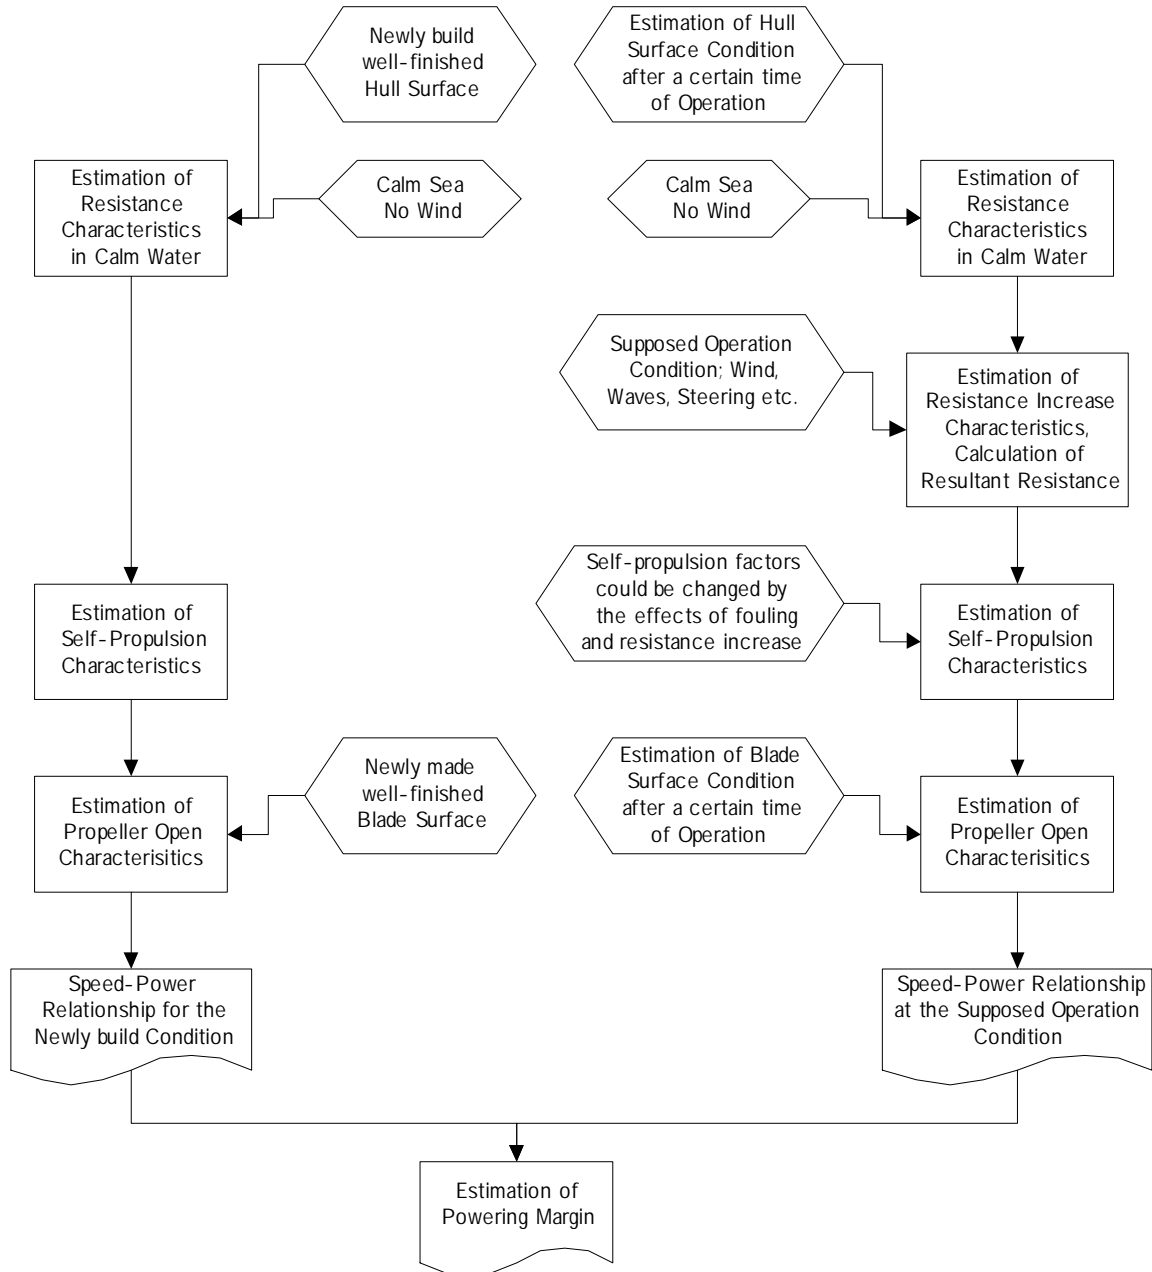 Newly build
well-finished
Hull Surface
Estimation of Hull
Surface Condition
after a certain time
of Operation
Estimation of
Resistance
Characteristics
in Calm Water
Calm Sea
No Wind
Calm Sea
No Wind
Estimation of
Resistance
Characteristics
in Calm Water
Supposed Operation
Condition; Wind,
Waves, Steering etc.
Estimation of
Resistance Increase
Characteristics,
Calculation of
Resultant Resistance
Self-propulsion factors
could be changed by
the effects of fouling
and resistance increase
Estimation of
Self-Propulsion
Characteristics
Estimation of
Self-Propulsion
Characteristics
Estimation of
Propeller Open
Characterisitics
Newly made
well-finished
Blade Surface
Estimation of Blade
Surface Condition
after a certain time
of Operation
Estimation of
Propeller Open
Characterisitics
Speed-Power
Relationship for the
Newly build Condition
Speed-Power Relationship
at the Supposed Operation
Condition
Estimation of
Powering Margin